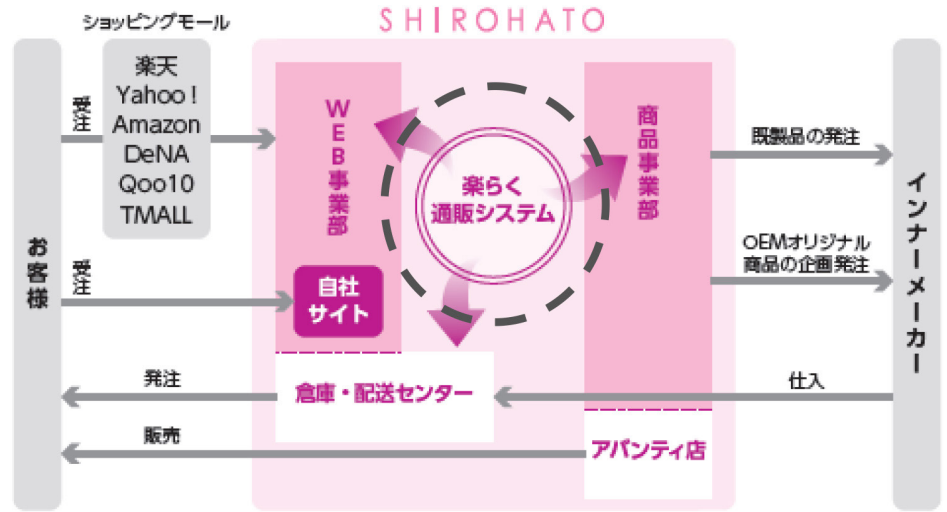 SHIROHATO
ショッピングモール
楽天
Yahoo !
Amazon
DeNA
Qoo10
TMALL
受注
受注
お客様
WEB事業部
自社
サイト
楽らく
通販システム
商品事業部
既製品の発注
OEMオリジナル
商品の企画発注
インナーメーカー
発注
倉庫・配送センター
仕入
販売
アバンティ店